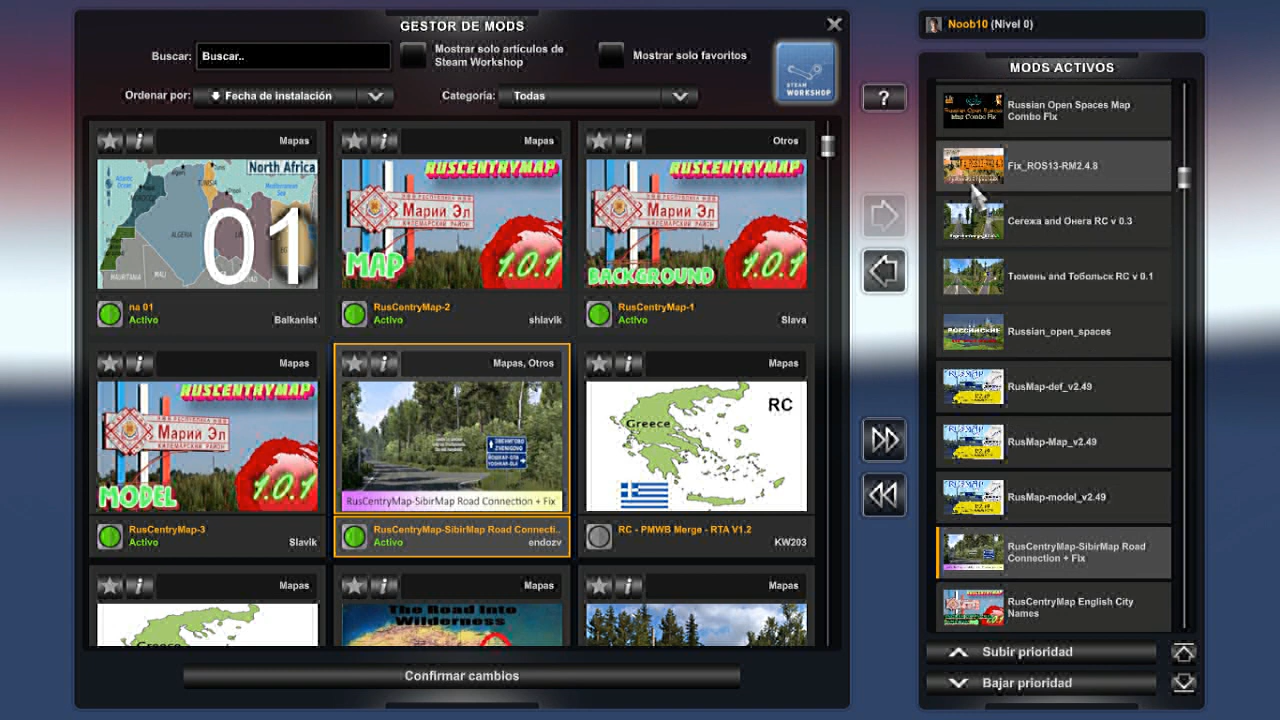 GESTOR DE MODS
Buscar:
Buscar..
Mostrar solo artículos de
Steam Workshop
Mostrar solo favoritos
STEAM
WORKSHOP
Ordenar por:
Fecha de instalación
Categoría:
Todas
Mapas
North Africa
01
na 01
Activo
Balkanist
Mapas
RUSCENTRYMAP
Марий Эл
MAP
1.0.1
RusCentryMap-2
Activo
shlavik
Otros
RUSCENTRYMAP
Марий Эл
BACKGROUND
1.0.1
RusCentryMap-1
Activo
Slava
Mapas
RUSCENTRYMAP
Марий Эл
MODEL
1.0.1
RusCentryMap-3
Activo
Slavik
Mapas, Otros
RusCentryMap-SibirMap Road Connection + Fix
RusCentryMap-SibirMap Road Connecti..
Activo
endozv
Mapas
RC
Greece
RC - PMWB Merge - RTA V1.2
KW203
Mapas
Greece
Mapas
The Road Into
Wilderness
Mapas
Confirmar cambios
?
Noob10 (Nivel 0)
MODS ACTIVOS
Russian Open Spaces Map
Combo Fix
Fix_ROS13-RM2.4.8
Сегежа and Онега RC v 0.3
Тюмень and Тобольск RC v 0.1
Russian_open_spaces
RusMap-def_v2.49
RusMap-Map_v2.49
RusMap-model_v2.49
RusCentryMap-SibirMap Road
Connection + Fix
RusCentryMap English City
Names
Subir prioridad
Bajar prioridad